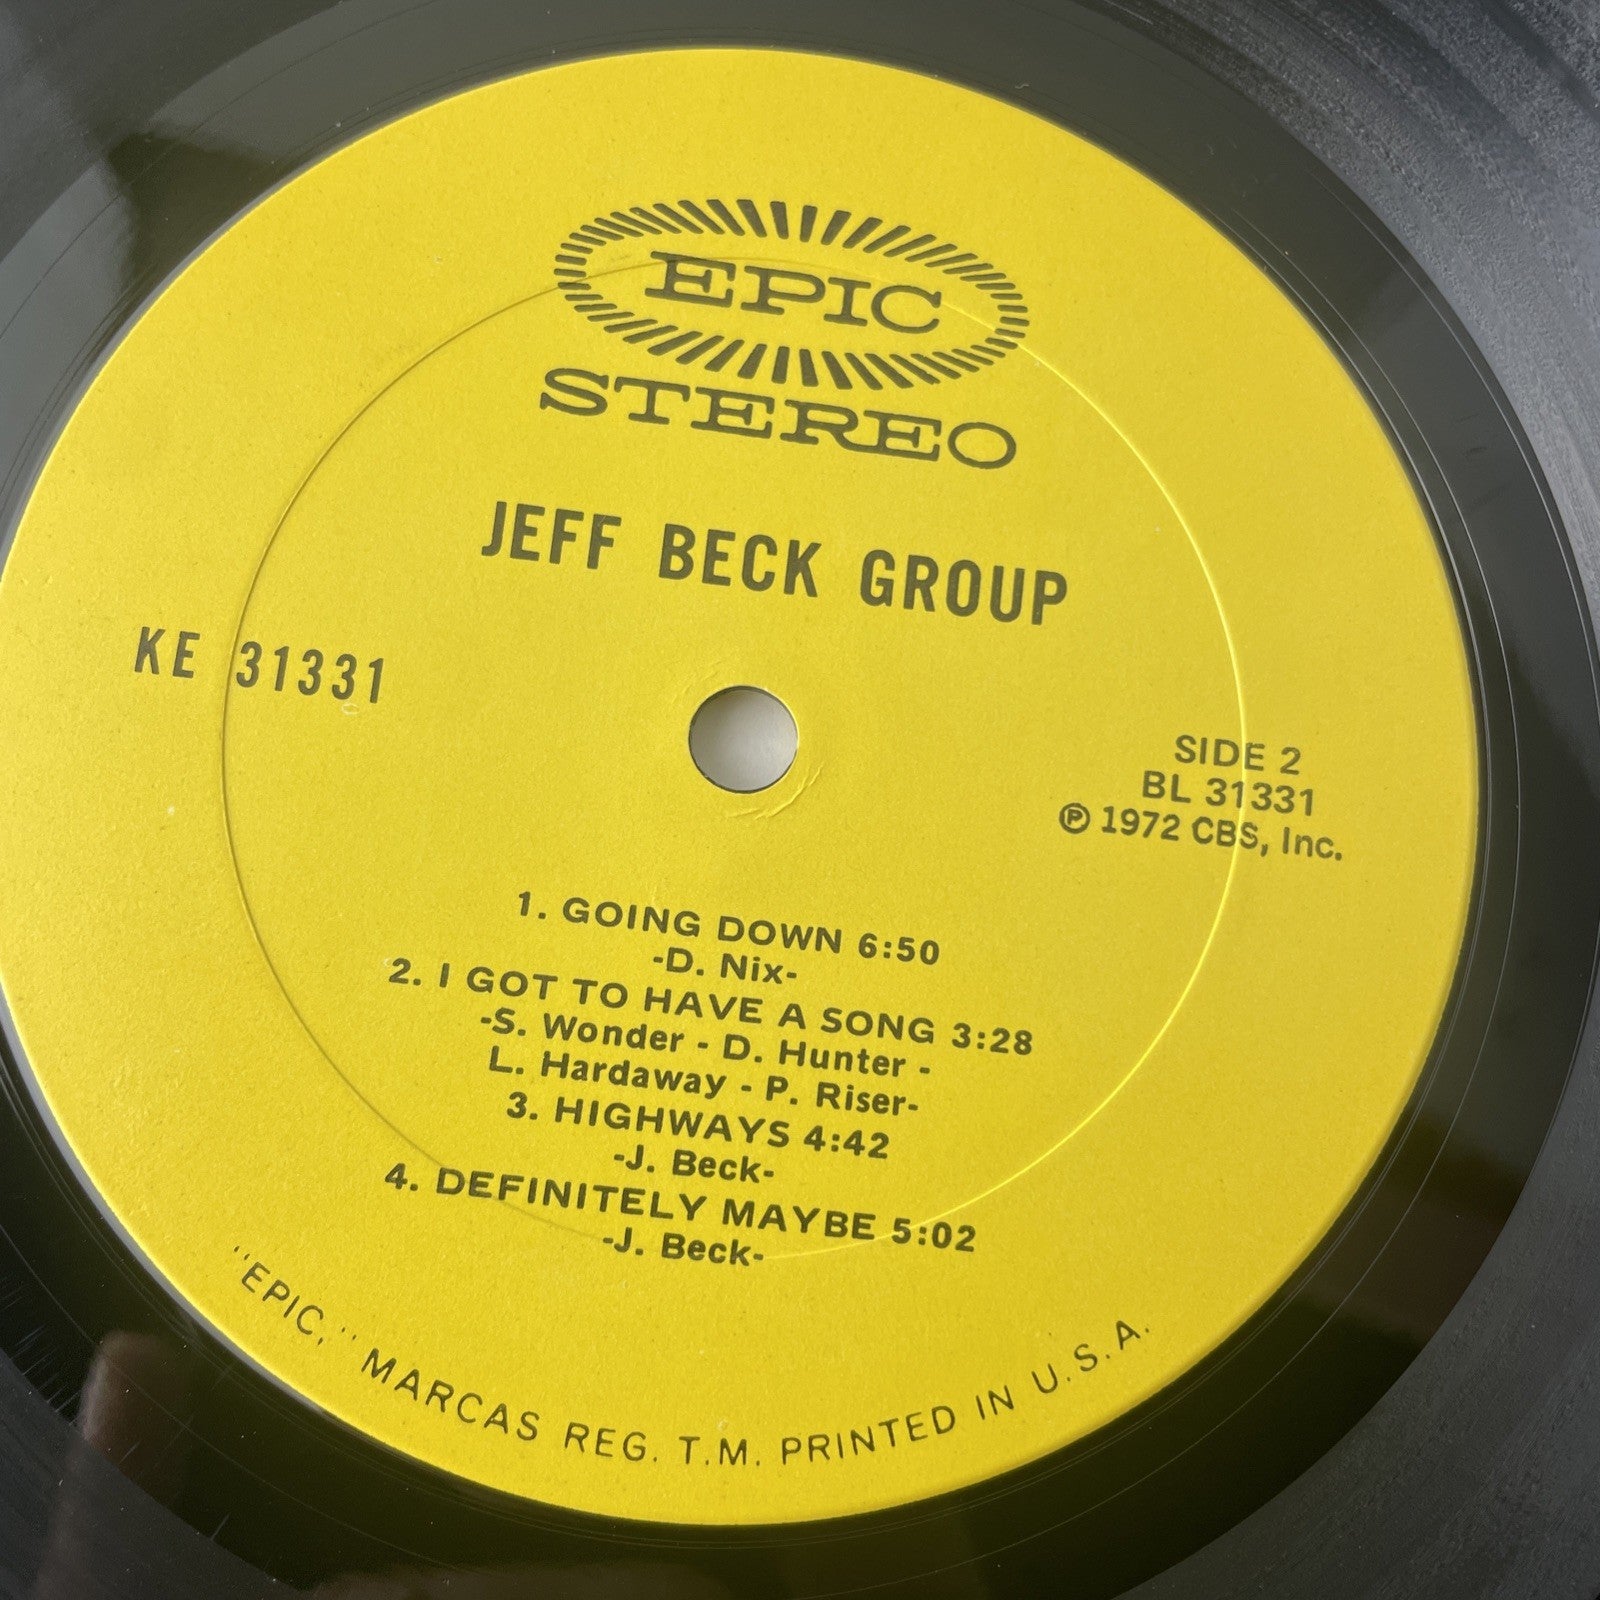 EPIC
STEREO
JEFF BECK GROUP
KE 31331
SIDE 2
BL 31331
Ⓟ 1972 CBS, Inc.
1. GOING DOWN 6:50
-D. Nix-
2. I GOT TO HAVE A SONG 3:28
-S. Wonder - D. Hunter -
L. Hardaway - P. Riser-
3. HIGHWAYS 4:42
-J. Beck-
4. DEFINITELY MAYBE 5:02
-J. Beck-
"EPIC," MARCAS REG. T.M. PRINTED IN U.S.A.